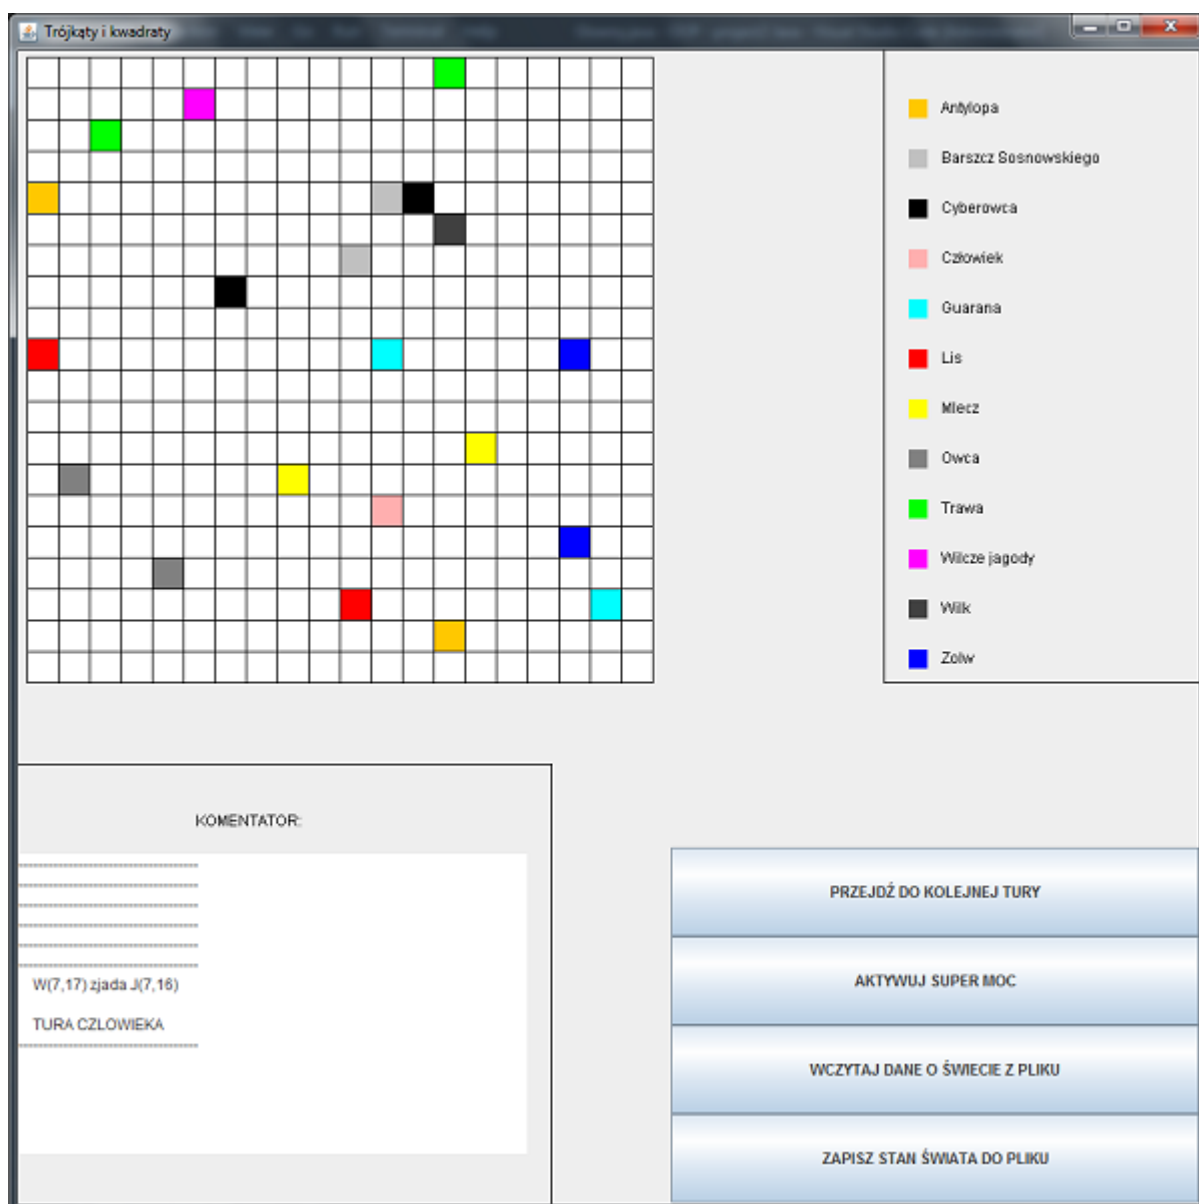 Trójkąty i kwadraty
Antylopa
Barszcz Sosnowskiego
Cyberowca
Człowiek
Guarana
Lis
Mlecz
Owca
Trawa
Wilcze jagody
Wilk
Zolw
KOMENTATOR:
W(7,17) zjada J(7,16)
TURA CZLOWIEKA
PRZEJDŹ DO KOLEJNEJ TURY
AKTYWUJ SUPER MOC
WCZYTAJ DANE O ŚWIECIE Z PLIKU
ZAPISZ STAN ŚWIATA DO PLIKU